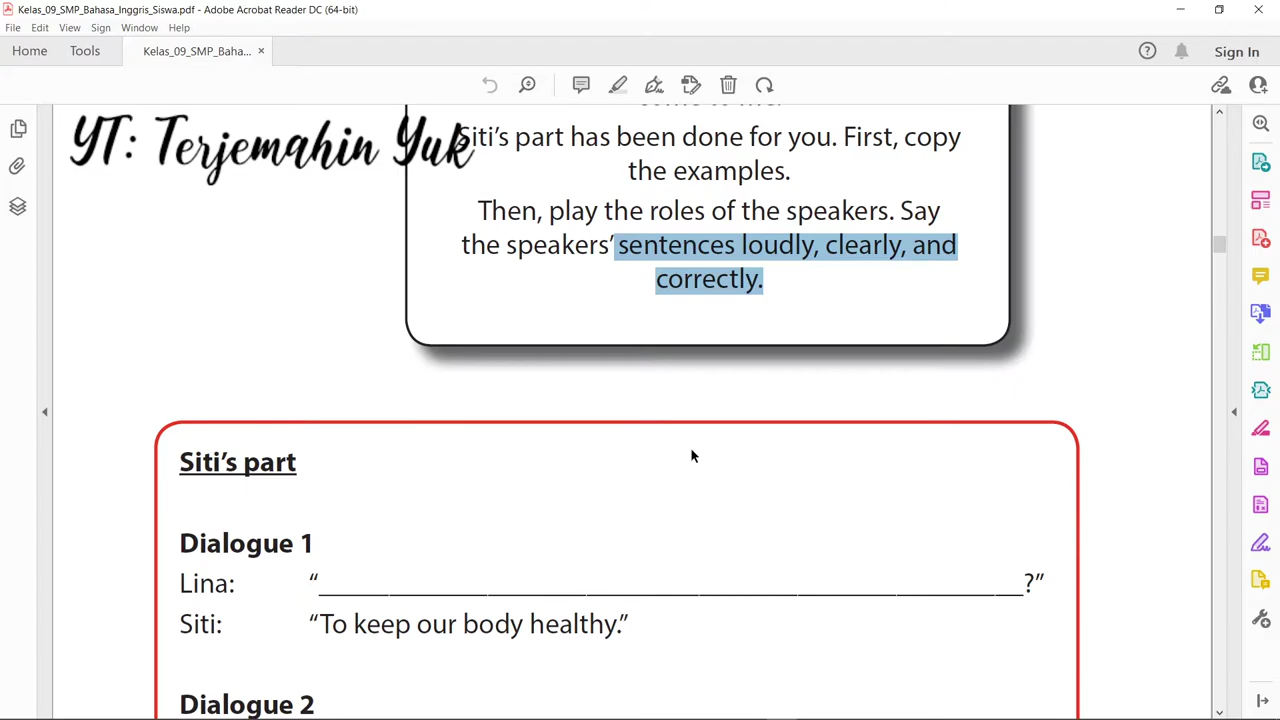 Kelas_09_SMP_Bahasa_Inggris_Siswa.pdf - Adobe Acrobat Reader DC (64-bit)
File Edit View Sign Window Help
Home Tools Kelas_09_SMP_Baha... × Sign In
YT: Terjemahin Yuk
Siti's part has been done for you. First, copy
the examples.
Then, play the roles of the speakers. Say
the speakers' sentences loudly, clearly, and
correctly.
Siti's part
Dialogue 1
Lina: "____________________?"
Siti: "To keep our body healthy."
Dialogue 2